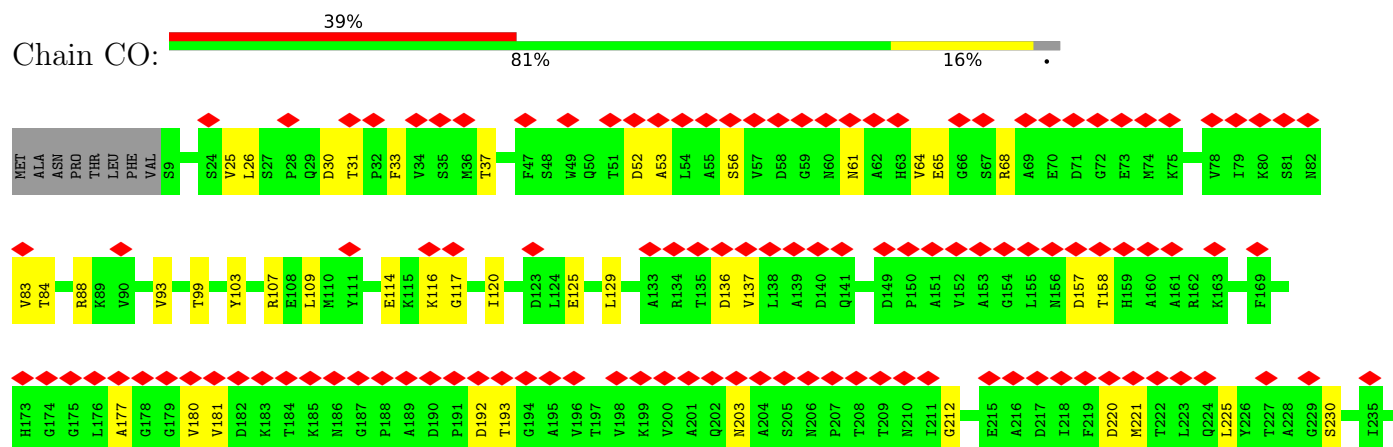 39%
Chain CO:
81% 16% •
MET ALA ASN PRO THR LEU PHE VAL S9 S24 V25 L26 S27 P28 Q29 D30 T31 P32 F33 V34 S35 M36 T37 F47 S48 W49 Q50 T51 D52 A53 L54 A55 S56 V57 D58 G59 N60 N61 A62 H63 V64 E65 G66 S67 R68 A69 E70 D71 G72 E73 M74 K75 V78 I79 K80 S81 N82
V83 T84 R88 K89 V90 V93 T99 Y103 R107 E108 L109 M110 Y111 E114 K115 K116 G117 I120 D123 L124 E125 L129 A133 R134 T135 D136 V137 L138 A139 D140 Q141 D149 P150 A151 V152 A153 G154 L155 N156 D157 T158 H159 A160 A161 R162 K163 F169
H173 G174 G175 L176 A177 G178 G179 V180 V181 D182 K183 T184 K185 N186 G187 P188 A189 D190 P191 D192 T193 G194 A195 V196 T197 V198 K199 V200 A201 Q202 N203 A204 S205 N206 P207 T208 T209 N210 I211 G212 E215 A216 D217 I218 F219 D220 M221 T222 L223 Q224 L225 Y226 T227 A228 G229 S230 I235